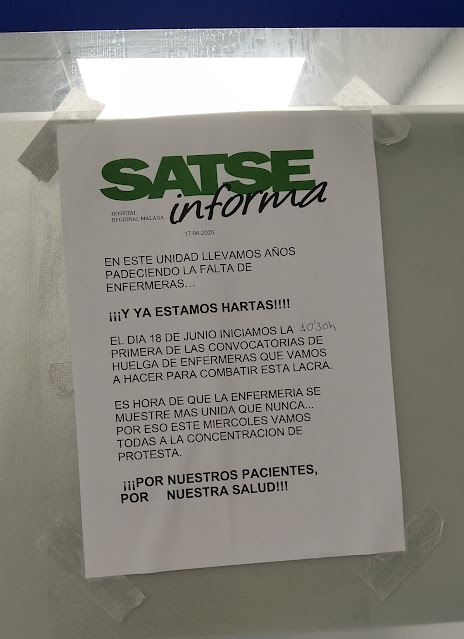 SATSE
informa
HOSPITAL
REGIONAL MALAGA
17-06-2025
EN ESTE UNIDAD LLEVAMOS AÑOS
PADECIENDO LA FALTA DE
ENFERMERAS...
¡¡¡Y YA ESTAMOS HARTAS!!!!
EL DIA 18 DE JUNIO INICIAMOS LA 10'30h
PRIMERA DE LAS CONVOCATORIAS DE
HUELGA DE ENFERMERAS QUE VAMOS
A HACER PARA COMBATIR ESTA LACRA.
ES HORA DE QUE LA ENFERMERIA SE
MUESTRE MAS UNIDA QUE NUNCA...
POR ESO ESTE MIERCOLES VAMOS
TODAS A LA CONCENTRACION DE
PROTESTA.
¡¡¡POR NUESTROS PACIENTES,
POR NUESTRA SALUD!!!